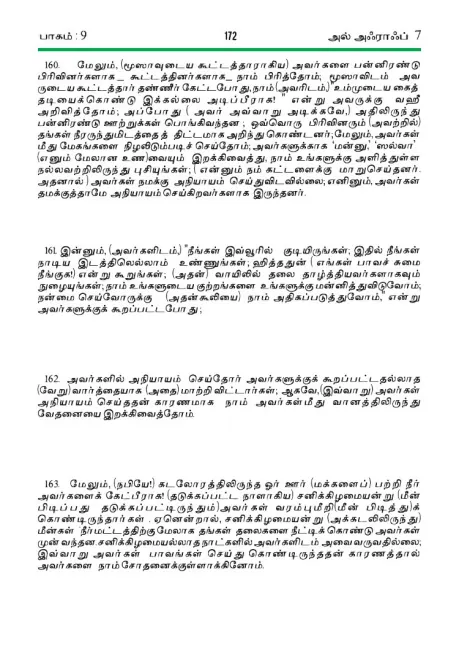 பாகம் : 9 172 அல் அஃராஃப் 7
160. மேலும், (மூஸாவுடைய கூட்டத்தாராகிய) அவர்களை பன்னிரண்டு
பிரிவினர்களாக _ கூட்டத்தினர்களாக_ நாம் பிரித்தோம்; மூஸாவிடம் அவ
ருடைய கூட்டத்தார் தண்ணீர் கேட்டபோது, நாம் (அவரிடம்,) "உம்முடைய கைத்
தடியைக்கொண்டு இக்கல்லை அடிப்பீராக! " என்று அவருக்கு வஹீ
அறிவித்தோம்; அப்போது ( அவர் அவ்வாறு அடிக்கவே,) அதிலிருந்து
பன்னிரண்டு ஊற்றுக்கள் பொங்கிவந்தன ; ஒவ்வொரு பிரிவினரும் (அவற்றில்)
தங்கள் நீரருந்துமிடத்தைத் திட்டமாக அறிந்து கொண்டனர்; மேலும், அவர்கள்
மீது மேகங்களை நிழலிடும்படிச் செய்தோம்; அவர்களுக்காக 'மன்னு,' 'ஸல்வா'
(எனும் மேலான உண)வையும் இறக்கிவைத்து, நாம் உங்களுக்கு அளித்துள்ள
நல்லவற்றிலிருந்து புசியுங்கள்; ( என்னும் நம் கட்டளைக்கு மாறுசெய்தனர்.
அதனால் ) அவர்கள் நமக்கு அநியாயம் செய்துவிடவில்லை; எனினும், அவர்கள்
தமக்குத்தாமே அநியாயம் செய்கிறவர்களாக இருந்தனர்.
161. இன்னும், (அவர்களிடம்,) "நீங்கள் இவ்வூரில் குடியிருங்கள்; இதில் நீங்கள்
நாடிய இடத்திலெல்லாம் உண்ணுங்கள்; ஹித்ததுன் ( எங்கள் பாவச் சுமை
நீங்குக!) என்று கூறுங்கள்; (அதன்) வாயிலில் தலை தாழ்த்தியவர்களாகவும்
நுழையுங்கள்; நாம் உங்களுடைய குற்றங்களை உங்களுக்கு மன்னித்துவிடுவோம்;
நன்மை செய்வோருக்கு (அதன்கூலியை) நாம் அதிகப்படுத்துவோம்," என்று
அவர்களுக்குக் கூறப்பட்டபோது ;
162. அவர்களில் அநியாயம் செய்தோர் அவர்களுக்குக் கூறப்பட்டதல்லாத
(வேறு) வார்த்தையாக (அதை) மாற்றிவிட்டார்கள்; ஆகவே, (இவ்வாறு) அவர்கள்
அநியாயம் செய்ததன் காரணமாக நாம் அவர்கள்மீது வானத்திலிருந்து
வேதனையை இறக்கிவைத்தோம்.
163. மேலும், (நபியே!) கடலோரத்திலிருந்த ஓர் ஊர் (மக்களைப்) பற்றி நீர்
அவர்களைக் கேட்பீராக! (தடுக்கப்பட்ட நாளாகிய) சனிக்கிழமையன்று (மீன்
பிடிப்பது தடுக்கப்பட்டிருந்தும்) அவர்கள் வரம்புமீறி(மீன் பிடித்து)க்
கொண்டிருந்தார்கள் . ஏனென்றால், சனிக்கிழமையன்று (அக்கடலிலிருந்து)
மீன்கள் நீர்மட்டத்திற்கு மேலாக தங்கள் தலைகளை நீட்டிக் கொண்டு அவர்கள்
முன் வந்தன. சனிக்கிழமையல்லாத நாட்களில் அவர்களிடம் அவை வருவதில்லை;
இவ்வாறு அவர்கள் பாவங்கள் செய்து கொண்டிருந்ததன் காரணத்தால்
அவர்களை நாம் சோதனைக்குள்ளாக்கினோம்.